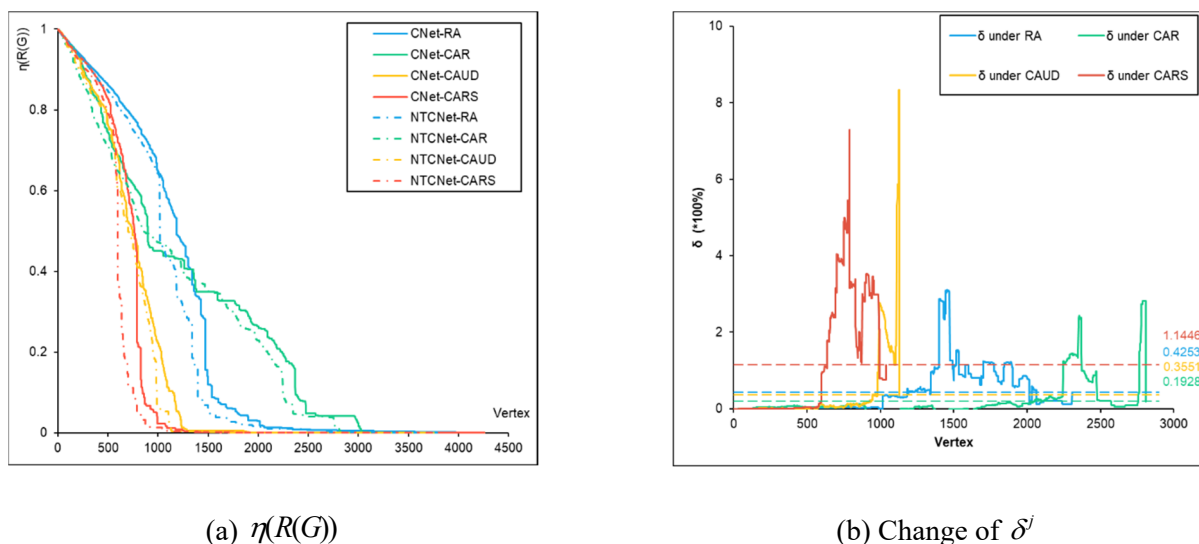 η(R(G))
1
0.8
0.6
0.4
0.2
0
0 500 1000 1500 2000 2500 3000 3500 4000 4500
Vertex
CNet-RA
CNet-CAR
CNet-CAUD
CNet-CARS
NTCNet-RA
NTCNet-CAR
NTCNet-CAUD
NTCNet-CARS
(a) η(R(G))
δ (*100%)
10
8
6
4
2
0
0 500 1000 1500 2000 2500 3000
Vertex
δ under RA δ under CAR
δ under CAUD δ under CARS
1.1446
0.4253
0.3551
0.1928
(b) Change of δʲ